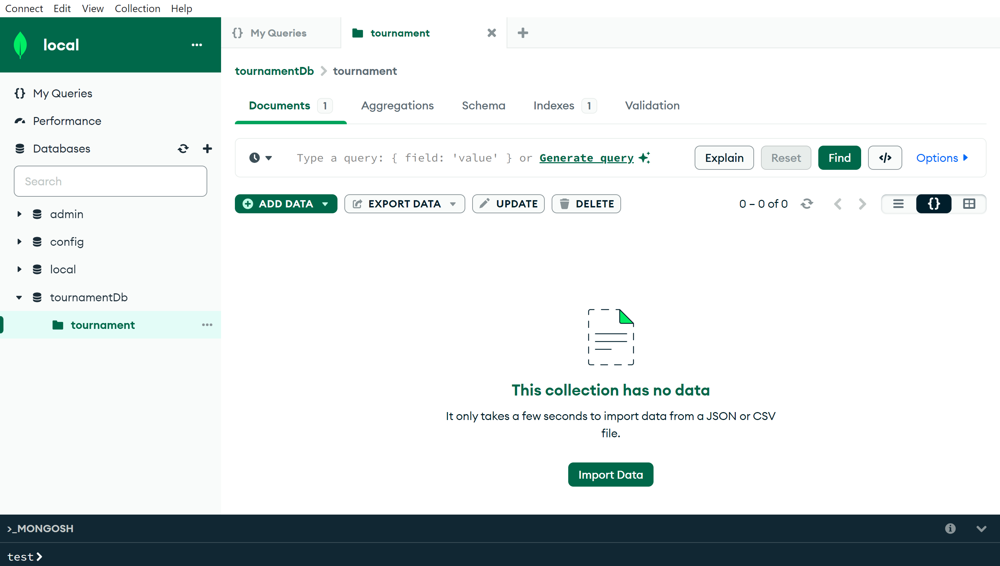 Connect Edit View Collection Help
local
My Queries
tournament
tournamentDb tournament
My Queries
Performance
Databases
Search
admin
config
local
tournamentDb
tournament
Documents 1 Aggregations Schema Indexes 1 Validation
Type a query: { field: 'value' } or Generate query
Explain Reset Find </> Options
ADD DATA EXPORT DATA UPDATE DELETE 0 – 0 of 0 {}
This collection has no data
It only takes a few seconds to import data from a JSON or CSV
file.
Import Data
>_MONGOSH
test>